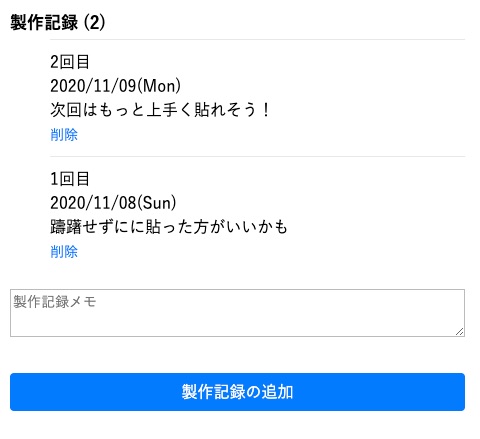 製作記録 (2)
2回目
2020/11/09(Mon)
次回はもっと上手く貼れそう！
削除
1回目
2020/11/08(Sun)
躊躇せずにに貼った方がいいかも
削除
製作記録メモ
製作記録の追加